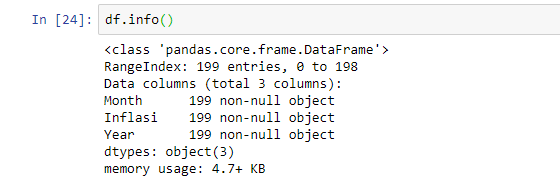 In [24]: df.info()
<class 'pandas.core.frame.DataFrame'>
RangeIndex: 199 entries, 0 to 198
Data columns (total 3 columns):
Month      199 non-null object
Inflasi    199 non-null object
Year       199 non-null object
dtypes: object(3)
memory usage: 4.7+ KB